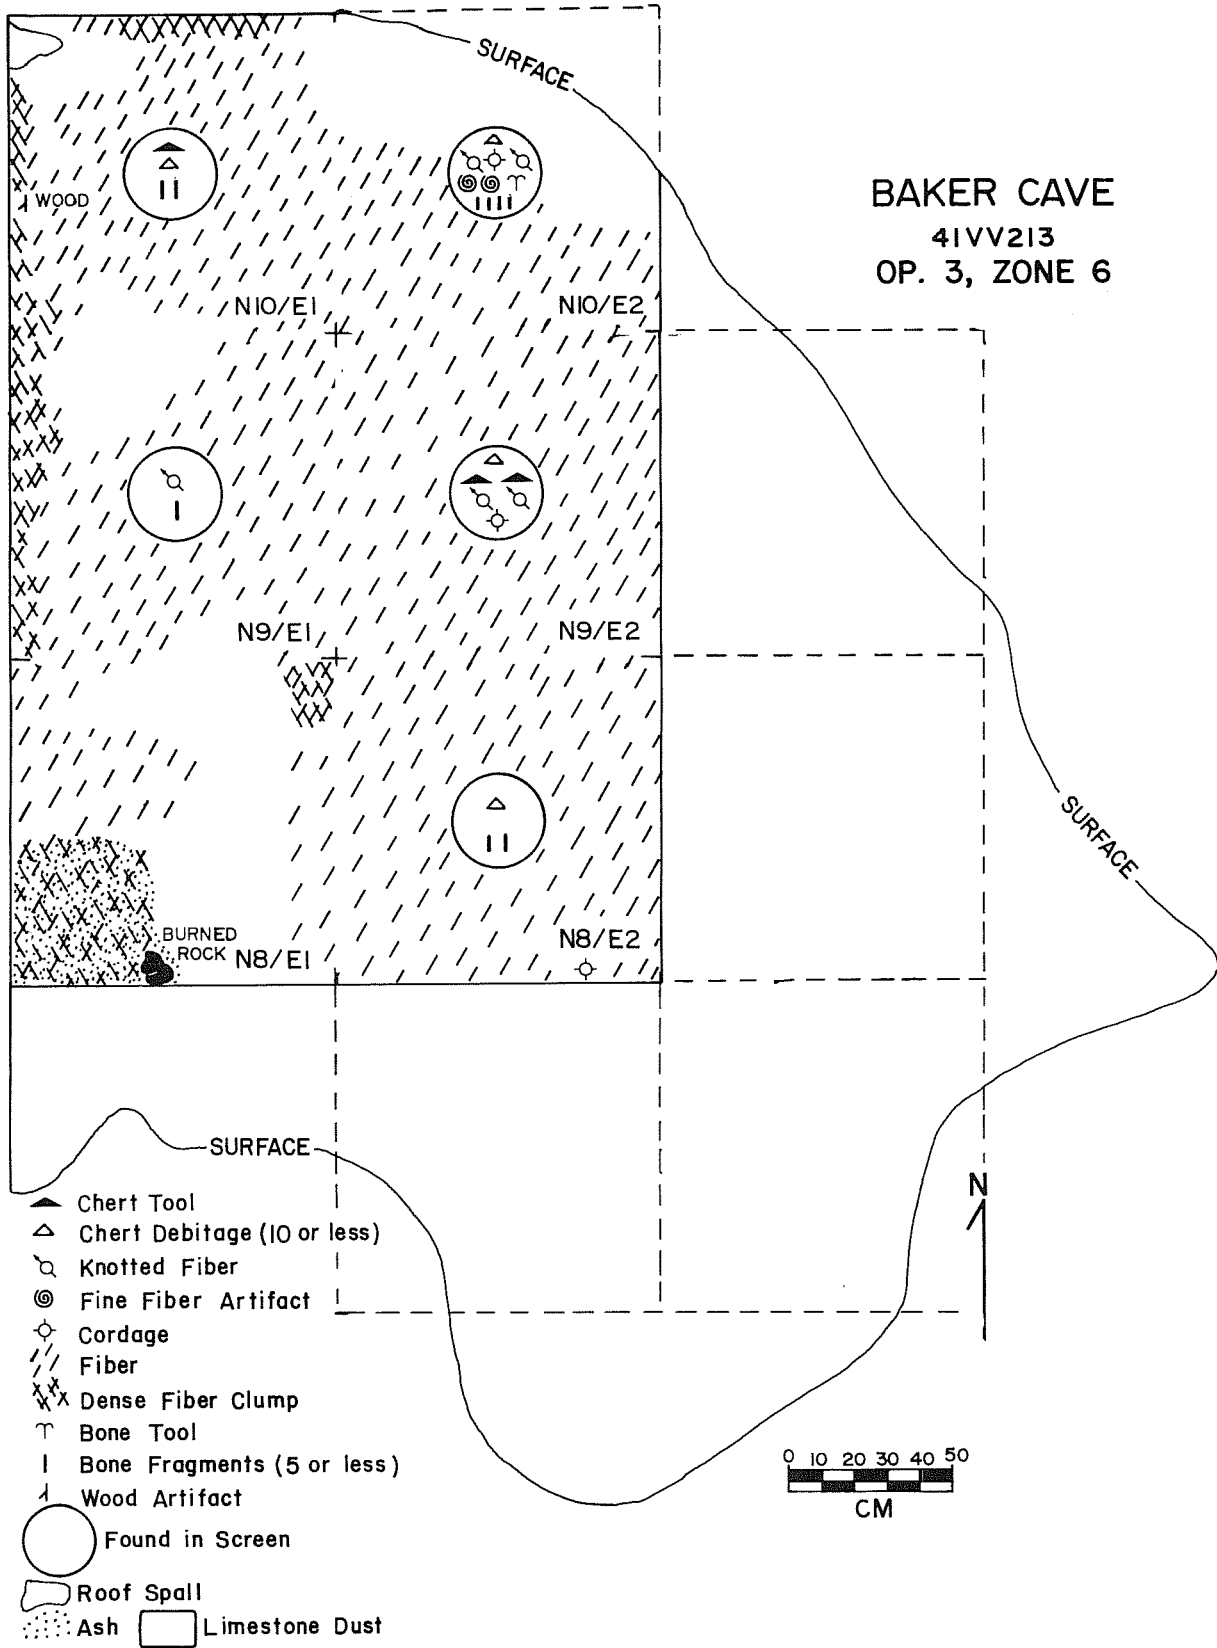 SURFACE
WOOD
BAKER CAVE
41VV213
OP. 3, ZONE 6
N10/E1
N10/E2
N9/E1
N9/E2
SURFACE
BURNED
ROCK
N8/E1
N8/E2
SURFACE
N
Chert Tool
Chert Debitage (10 or less)
Knotted Fiber
Fine Fiber Artifact
Cordage
Fiber
Dense Fiber Clump
Bone Tool
Bone Fragments (5 or less)
Wood Artifact
Found in Screen
Roof Spall
Ash
Limestone Dust
0 10 20 30 40 50
CM